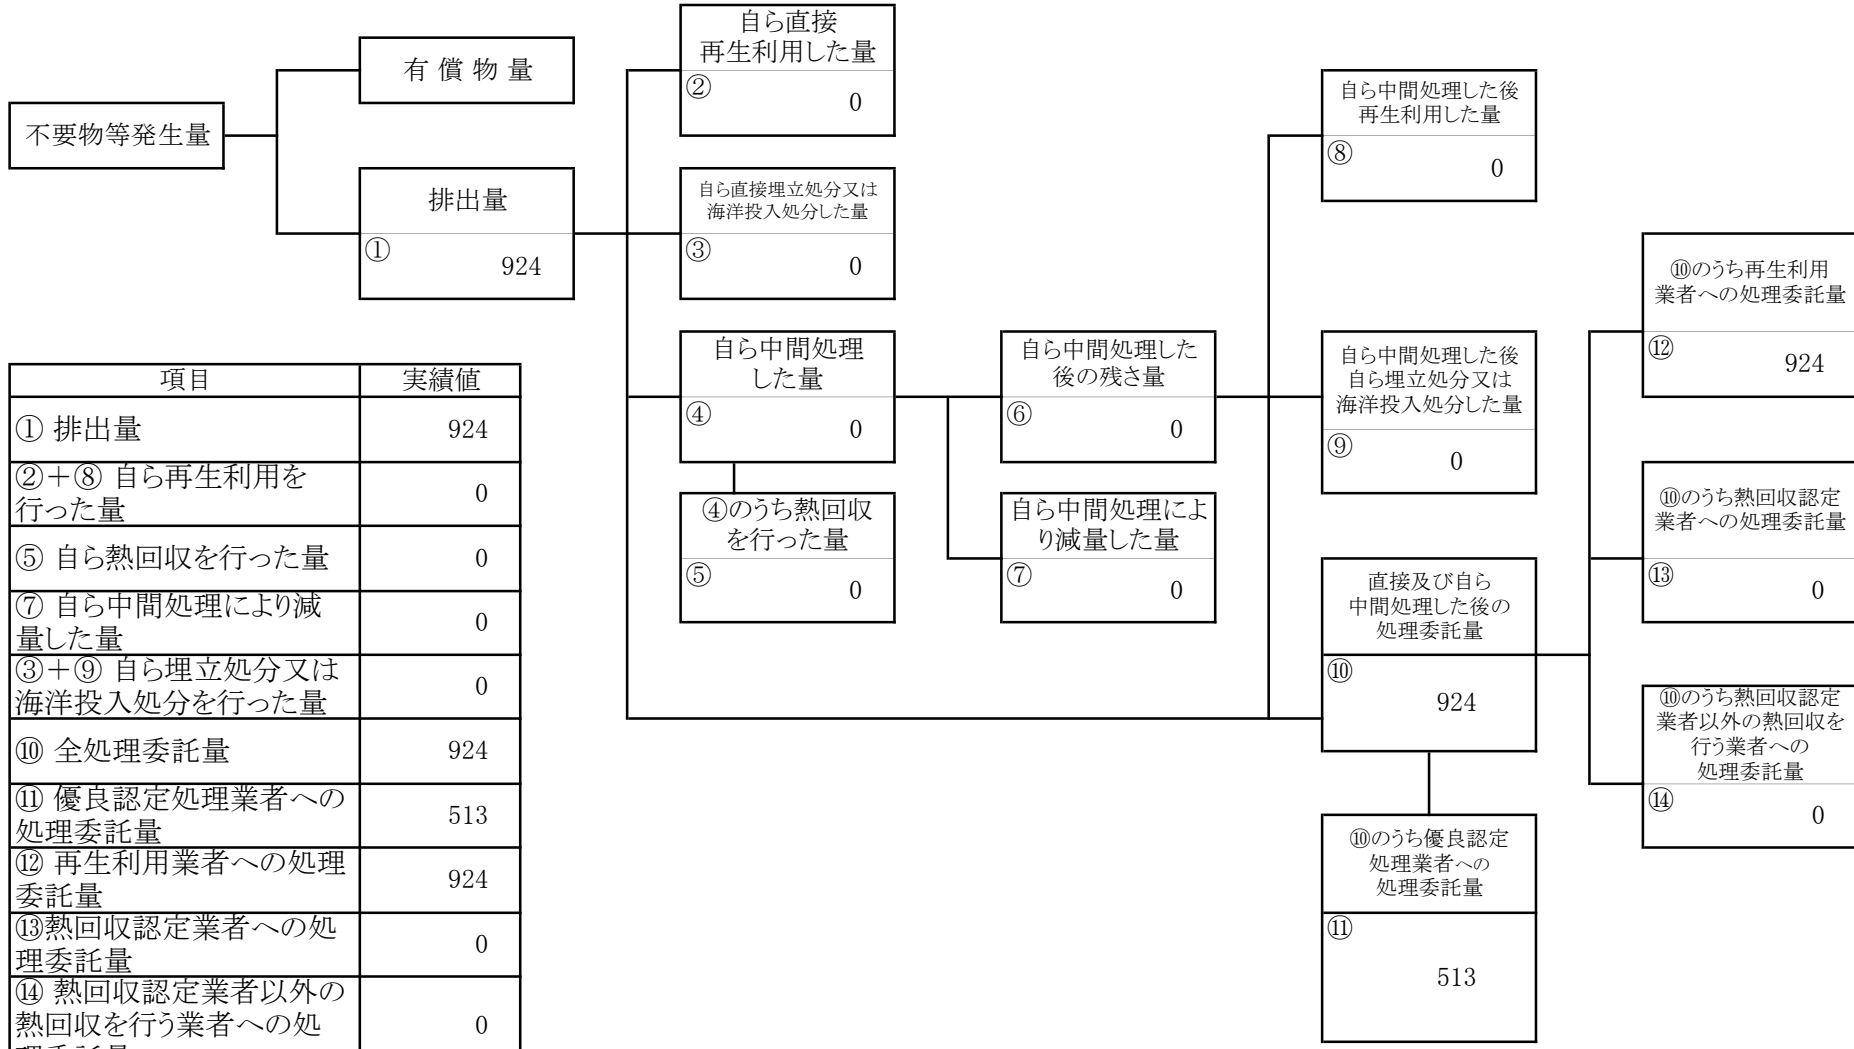 不要物等発生量
有 償 物 量
排出量
①
924
自ら直接
再生利用した量
②
0
自ら直接埋立処分又は
海洋投入処分した量
③
0
自ら中間処理
した量
④
0
④のうち熱回収
を行った量
⑤
0
自ら中間処理した
後の残さ量
⑥
0
自ら中間処理によ
り減量した量
⑦
0
自ら中間処理した後
再生利用した量
⑧
0
自ら中間処理した後
自ら埋立処分又は
海洋投入処分した量
⑨
0
直接及び自ら
中間処理した後の
処理委託量
⑩
924
⑩のうち優良認定
処理業者への
処理委託量
⑪
513
⑩のうち再生利用
業者への処理委託量
⑫
924
⑩のうち熱回収認定
業者への処理委託量
⑬
0
⑩のうち熱回収認定
業者以外の熱回収を
行う業者への
処理委託量
⑭
0
項目 実績値
① 排出量 924
②＋⑧ 自ら再生利用を
行った量
0
⑤ 自ら熱回収を行った量 0
⑦ 自ら中間処理により減
量した量
0
③＋⑨ 自ら埋立処分又は
海洋投入処分を行った量
0
⑩ 全処理委託量 924
⑪ 優良認定処理業者への
処理委託量
513
⑫ 再生利用業者への処理
委託量
924
⑬熱回収認定業者への処
理委託量
0
⑭ 熱回収認定業者以外の
熱回収を行う業者への処
0